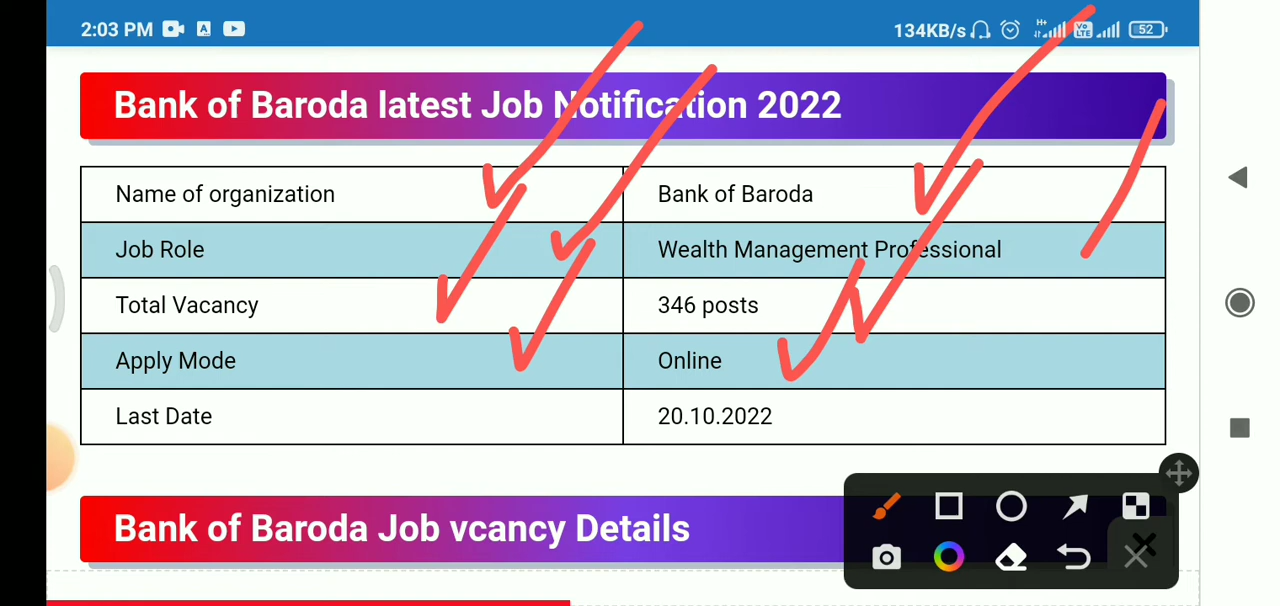 2:03 PM A 134KB/s H+ Vo LTE 52
Bank of Baroda latest Job Notification 2022
Name of organization Bank of Baroda
Job Role Wealth Management Professional
Total Vacancy 346 posts
Apply Mode Online
Last Date 20.10.2022
Bank of Baroda Job vcancy Details